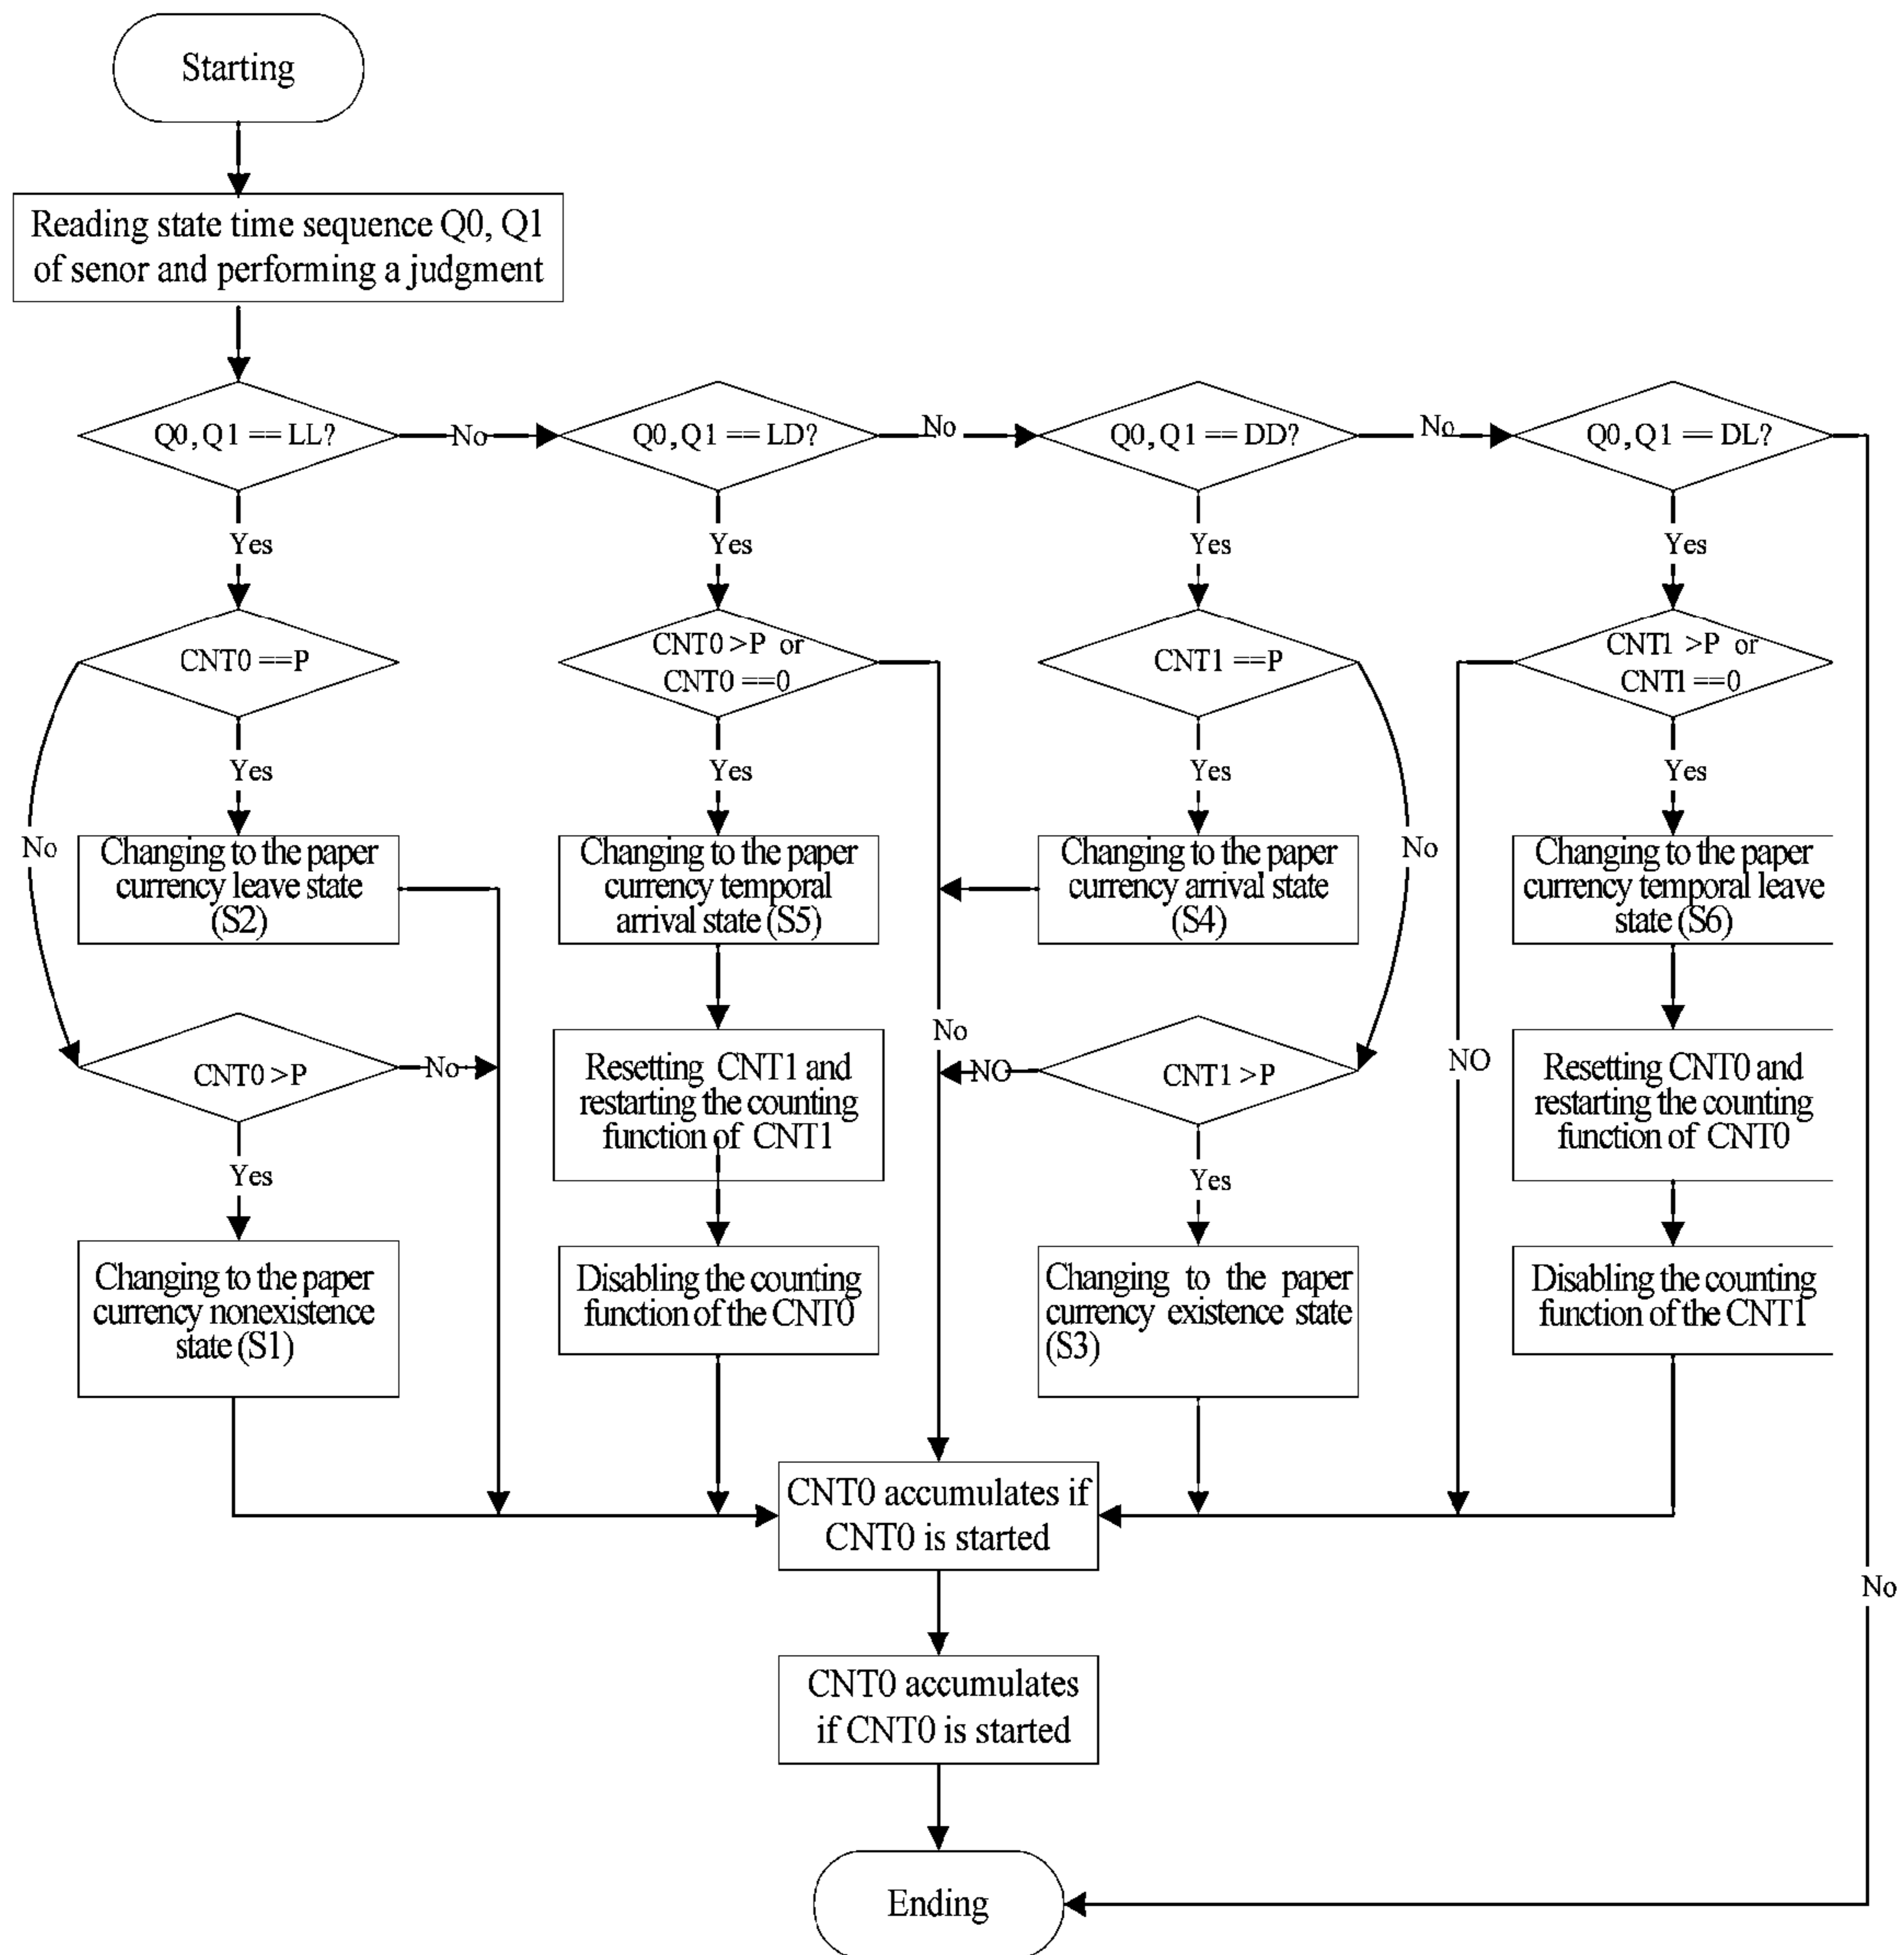 Starting
Reading state time sequence Q0, Q1
of senor and performing a judgment
Q0, Q1 == LL?
No
Q0, Q1 == LD?
No
Q0, Q1 == DD?
No
Q0, Q1 == DL?
Yes
Yes
Yes
Yes
CNT0 ==P
CNT0 >P or
CNT0 ==0
CNT1 ==P
CNT1 >P or
CNT1 ==0
Yes
Yes
Yes
Yes
No
Changing to the paper
currency leave state
(S2)
Changing to the paper
currency temporal
arrival state (S5)
Changing to the paper
currency arrival state
(S4)
No
Changing to the paper
currency temporal leave
state (S6)
CNT0 >P
No
Resetting CNT1 and
restarting the counting
function of CNT1
No
NO
CNT1 >P
NO
Resetting CNT0 and
restarting the counting
function of CNT0
Yes
Yes
Changing to the paper
currency nonexistence
state (S1)
Disabling the counting
function of the CNT0
Changing to the paper
currency existence state
(S3)
Disabling the counting
function of the CNT1
CNT0 accumulates if
CNT0 is started
No
CNT0 accumulates
if CNT0 is started
Ending